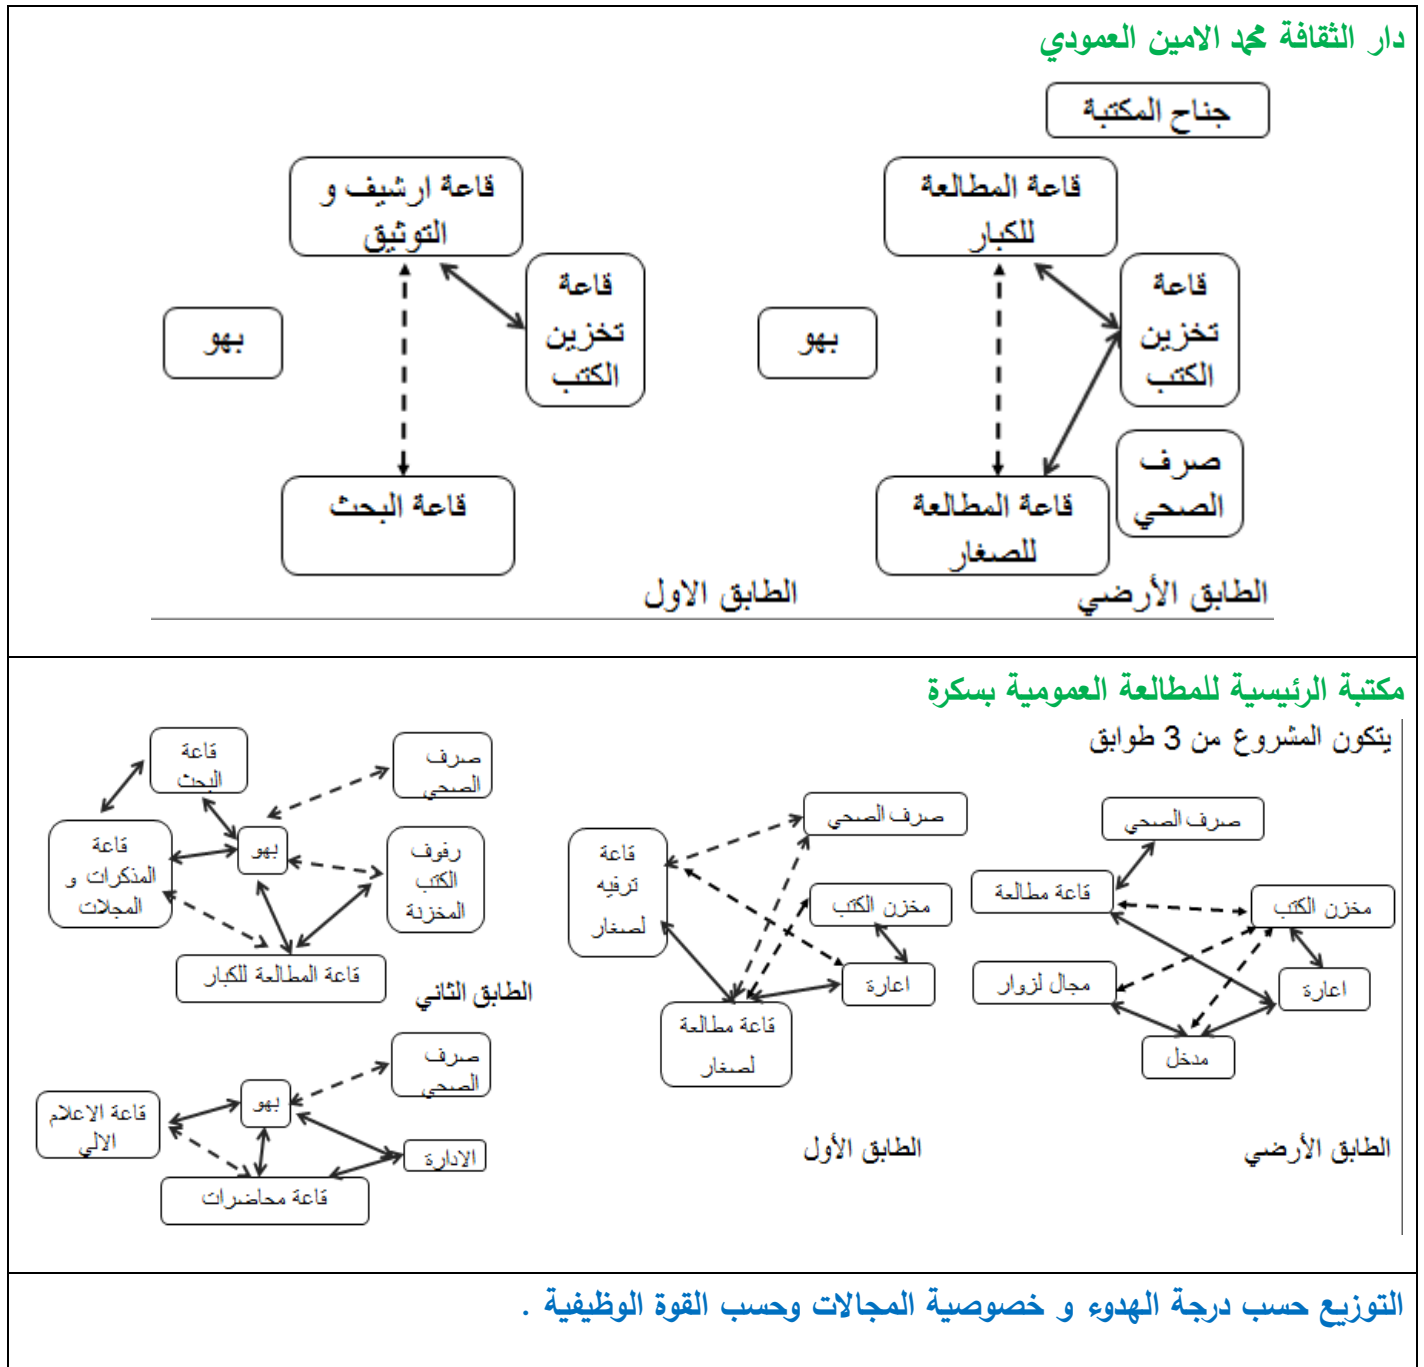 دار الثقافة محمد الامين العمودي
جناح المكتبة
قاعة المطالعة
للكبار
قاعة
تخزين
الكتب
بهو
صرف
الصحي
قاعة المطالعة
للصغار
الطابق الأرضي
قاعة ارشيف و
التوثيق
قاعة
تخزين
الكتب
بهو
قاعة البحث
الطابق الاول
مكتبة الرئيسية للمطالعة العمومية بسكرة
يتكون المشروع من 3 طوابق
صرف الصحي
قاعة مطالعة
مخزن الكتب
مجال لزوار
اعارة
مدخل
الطابق الأرضي
صرف الصحي
قاعة
ترفيه
لصغار
مخزن الكتب
اعارة
قاعة مطالعة
لصغار
الطابق الأول
قاعة
البحث
صرف
الصحي
بهو
قاعة
المذكرات و
المجلات
رفوف
الكتب
المخزنة
قاعة المطالعة للكبار
الطابق الثاني
صرف
الصحي
بهو
قاعة الاعلام
الالي
الادارة
قاعة محاضرات
التوزيع حسب درجة الهدوء و خصوصية المجالات وحسب القوة الوظيفية .